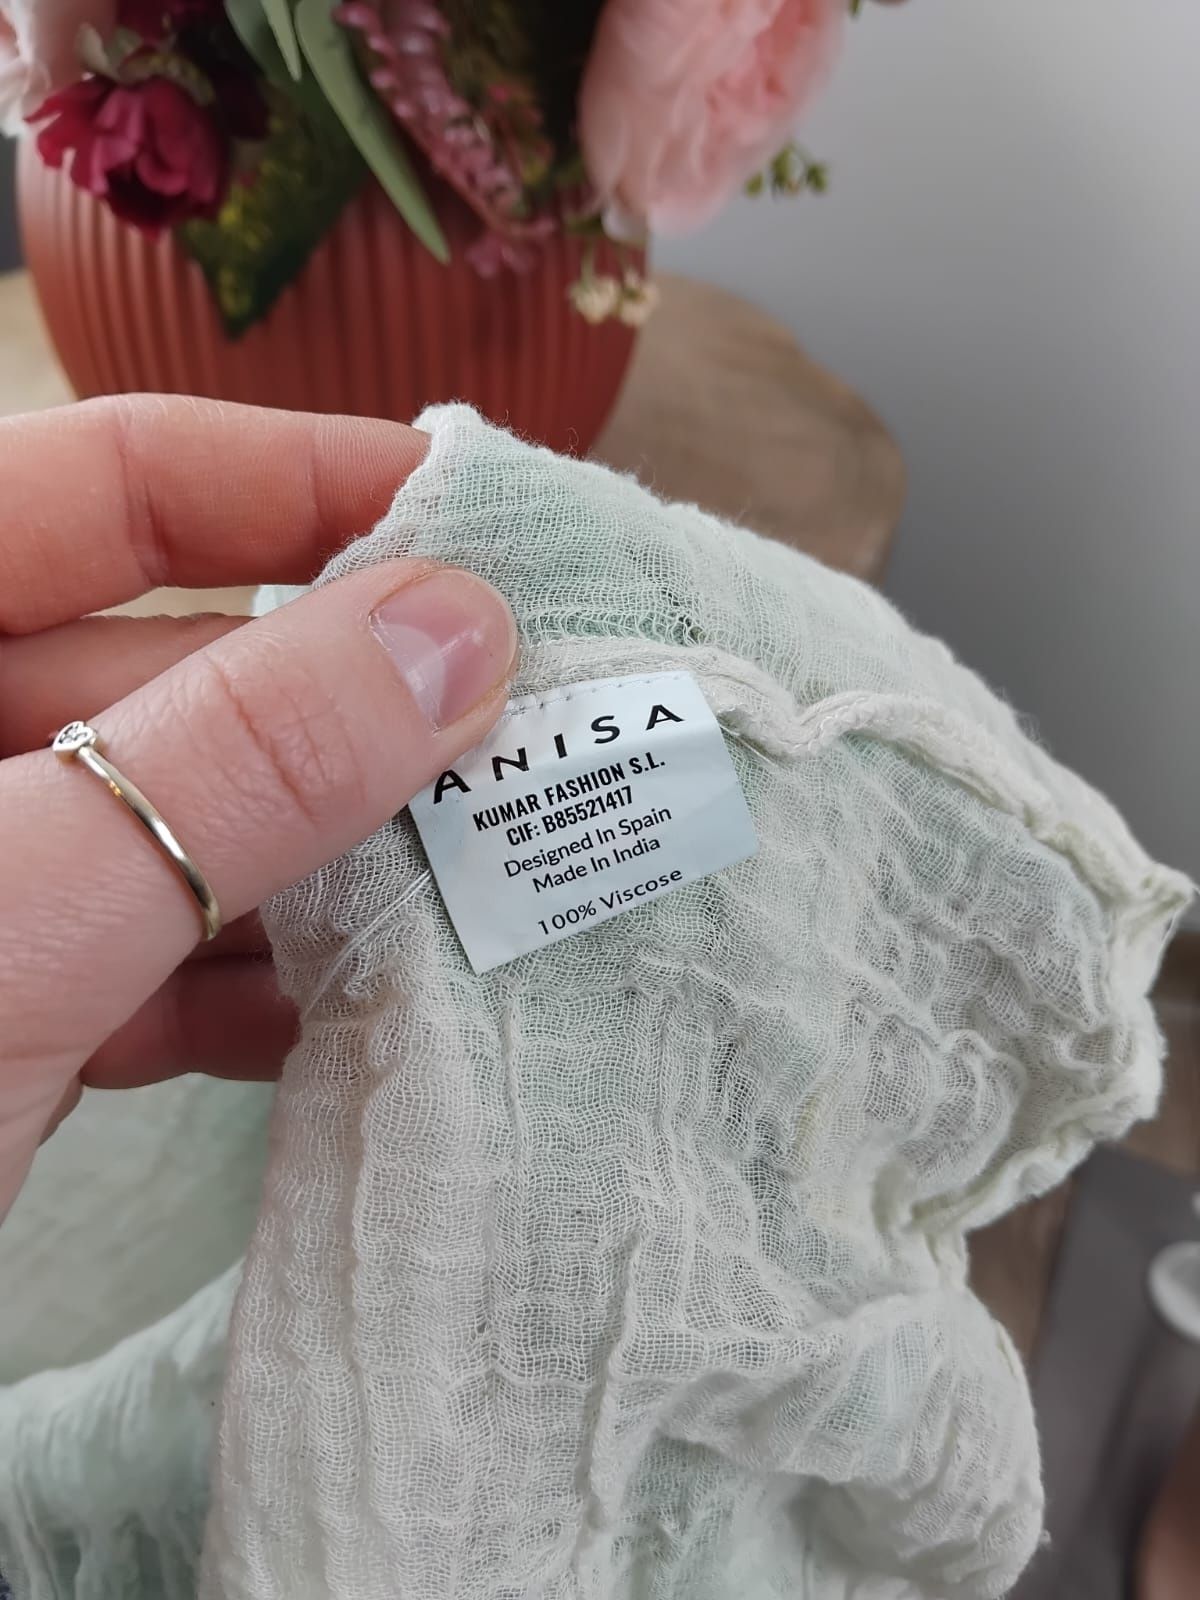 ANISA
KUMAR FASHION S.L.
CIF: B85521417
Designed In Spain
Made In India
100% Viscose